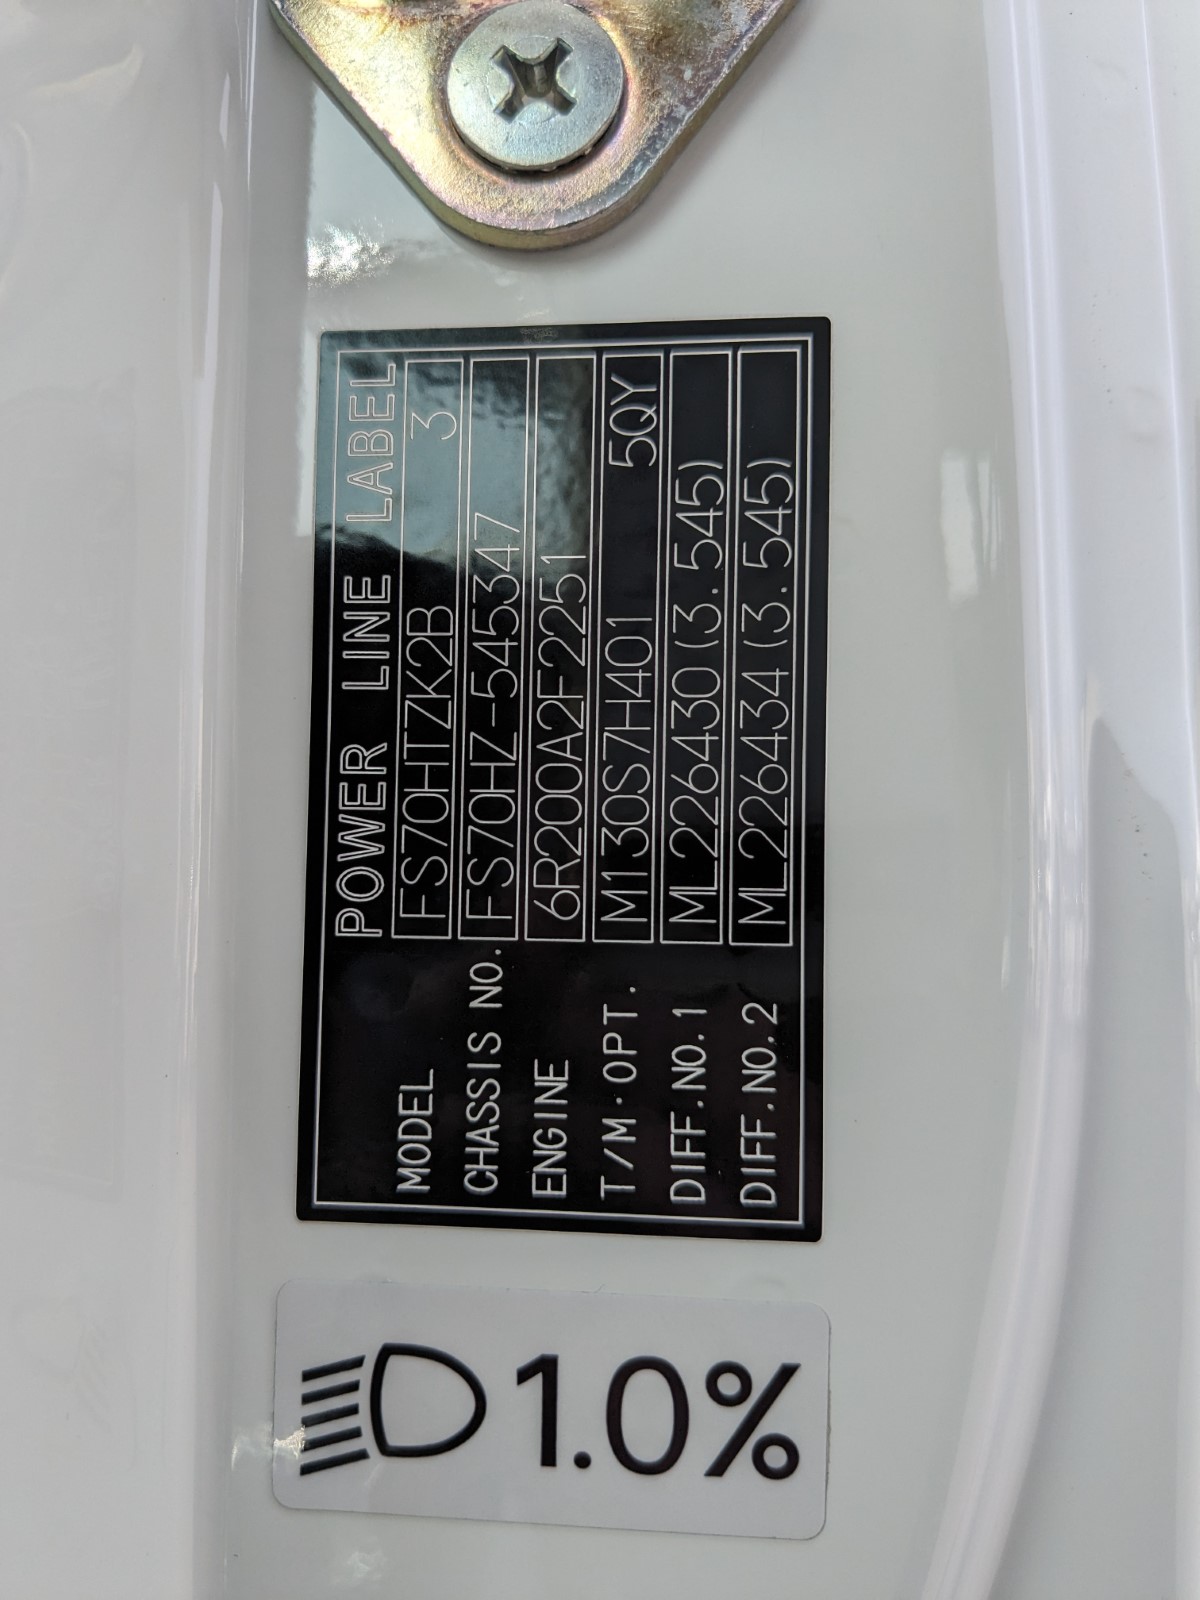 POWER LINE LABEL
MODEL FS70HTZK2B 3
CHASSIS NO. FS70HZ-545347
ENGINE 6R200A2F2251
T/M·OPT. M130S7H401 5QY
DIFF.NO.1 ML226430 (3.545)
DIFF.NO.2 ML226434 (3.545)
1.0%